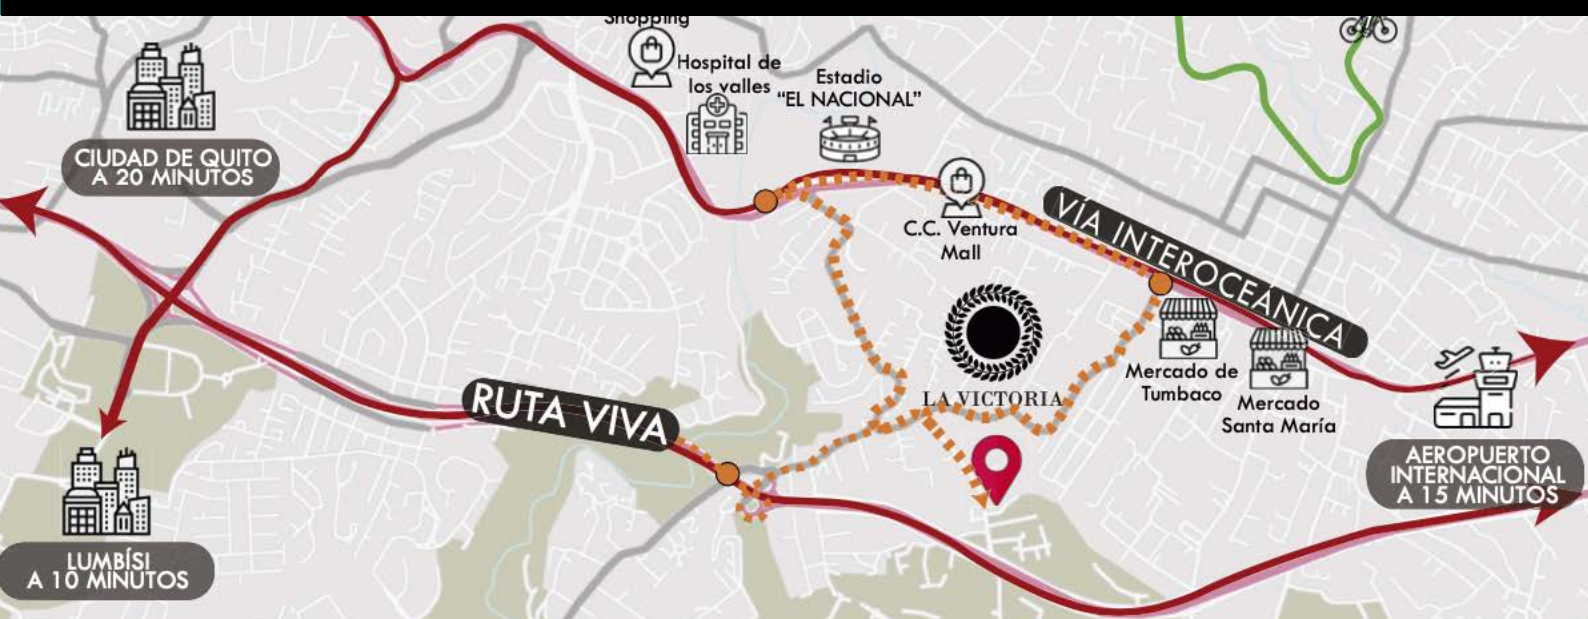 Shopping
Hospital de
los valles
Estadio
"EL NACIONAL"
CIUDAD DE QUITO
A 20 MINUTOS
C.C. Ventura
Mall
VÍA INTEROCEÁNICA
LA VICTORIA
Mercado de
Tumbaco
Mercado
Santa María
RUTA VIVA
AEROPUERTO
INTERNACIONAL
A 15 MINUTOS
LUMBÍSI
A 10 MINUTOS